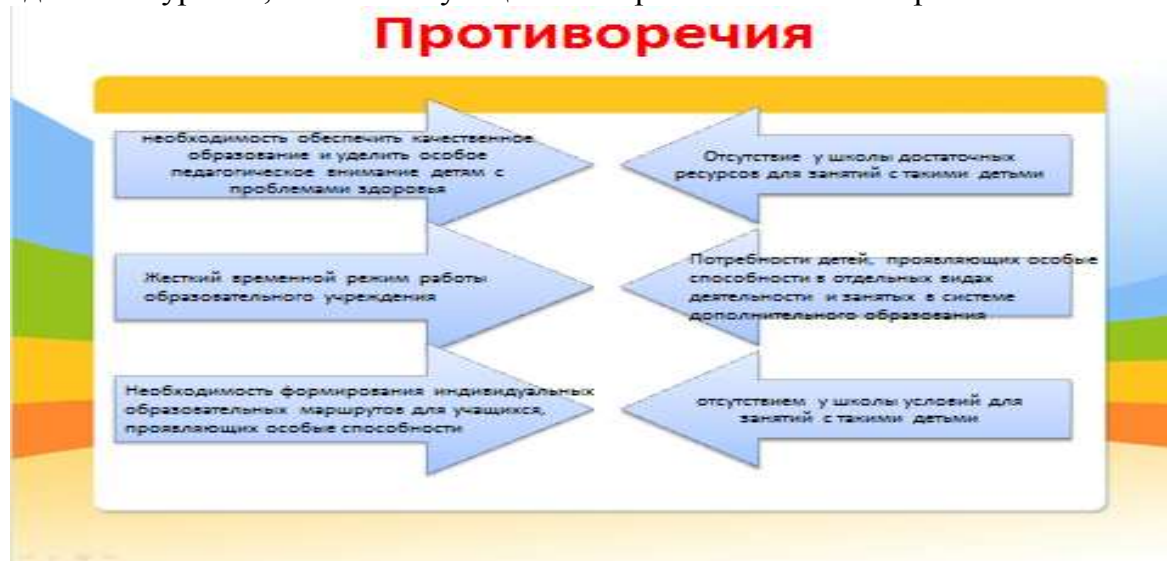 Противоречия
необходимость обеспечить качественное
образование и уделить особое
педагогическое внимание детям с
проблемами здоровья
Отсутствие у школы достаточных
ресурсов для занятий с такими детьми
Жесткий временной режим работы
образовательного учреждения
Потребности детей, проявляющих особые
способности в отдельных видах
деятельности и занятых в системе
дополнительного образования
Необходимость формирования индивидуальных
образовательных маршрутов для учащихся,
проявляющих особые способности
отсутствием у школы условий для
занятий с такими детьми